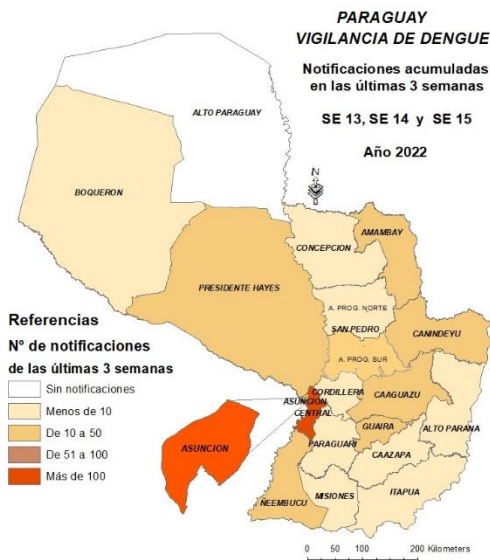 PARAGUAY
VIGILANCIA DE DENGUE
Notificaciones acumuladas
en las últimas 3 semanas
SE 13, SE 14 y SE 15
Año 2022
N
ALTO PARAGUAY
BOQUERON
CONCEPCION
AMAMBAY
PRESIDENTE HAYES
A. PROG. NORTE
SAN PEDRO
CANINDEYU
A. PROG. SUR
CORDILLERA
ASUNCION
CENTRAL
CAAGUAZU
ALTO PARANA
GUAIRA
PARAGUARI
CAAZAPA
ÑEEMBUCU
MISIONES
ITAPUA
ASUNCION
Referencias
N° de notificaciones
de las últimas 3 semanas
Sin notificaciones
Menos de 10
De 10 a 50
De 51 a 100
Más de 100
0 50 100 200 Kilometers